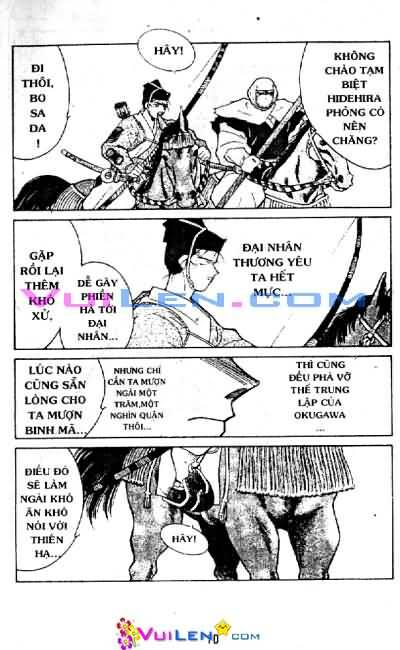 KHÔNG
CHÀO TẠM
BIỆT
HIDEHIRA
PHỎNG CÓ
NÊN
CHĂNG?
HÂY!
ĐI
THÔI,
BO
SA
DA
!
ĐẠI NHÂN
THƯƠNG YÊU
TA HẾT
MỰC...
DỄ GÂY
PHIỀN
HÀ TỚI
ĐẠI
NHÂN...
GẶP
RỒI LẠI
THÊM
KHÓ
XỬ,
VUILEN.COM
THÌ CŨNG
ĐỀU PHÁ VỠ
THẾ TRUNG
LẬP CỦA
OKUGAWA
...
NHƯNG CHỈ
CẦN TA MƯỢN
NGÀI MỘT
TRĂM,MỘT
NGHÌN QUÂN
THÔI...
LÚC NÀO
CŨNG SẴN
LÒNG CHO
TA MƯỢN
BINH MÃ...
ĐIỀU ĐÓ
SẼ LÀM
NGÀI KHÓ
ĂN KHÓ
NÓI VỚI
THIÊN
HẠ...
HÂY!
VUILEN.COM
10